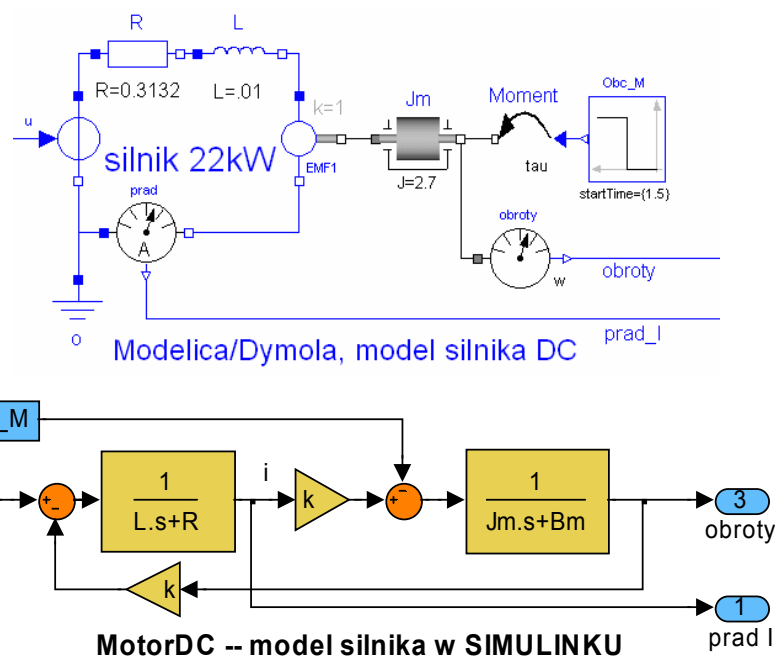 R L
R=0.3132 L=.01
k=1
Jm
Moment
Obc_M
u
silnik 22kW
EMF1
J=2.7
tau
startTime={1.5}
prad
A
obroty
w
obroty
prad_I
o
Modelica/Dymola, model silnika DC
_M
+
-
1
L.s+R
i
k
-
+
1
Jm.s+Bm
3
obroty
k
1
prad I
MotorDC -- model silnika w SIMULINKU